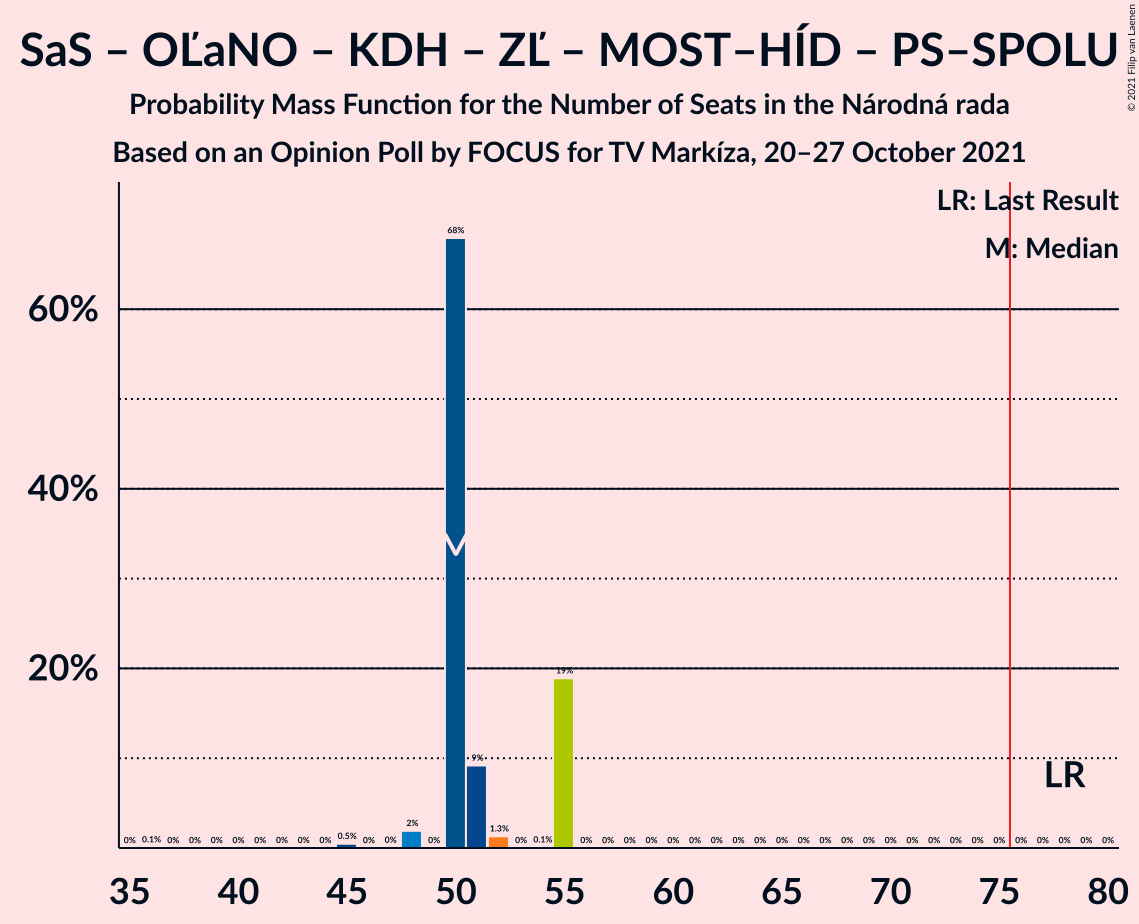 SaS – OĽaNO – KDH – ZĽ – MOST–HÍD – PS–SPOLU
Probability Mass Function for the Number of Seats in the Národná rada
Based on an Opinion Poll by FOCUS for TV Markíza, 20–27 October 2021
© 2021 Filip van Laenen
LR: Last Result
M: Median
60%
40%
20%
68%
M
19%
9%
LR
0% 0.1% 0% 0% 0% 0% 0% 0% 0% 0% 0.5% 0% 0% 2% 0% 1.3% 0% 0.1% 0% 0% 0% 0% 0% 0% 0% 0% 0% 0% 0% 0% 0% 0% 0% 0% 0% 0% 0% 0% 0% 0% 0% 0% 0%
35 40 45 50 55 60 65 70 75 80